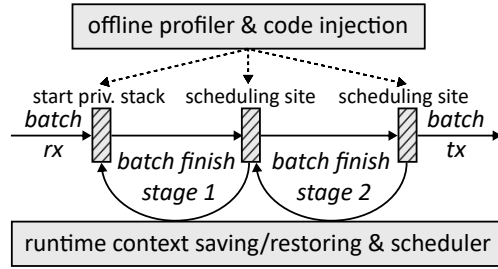 offline profiler & code injection
start priv. stack scheduling site scheduling site
batch batch
rx batch finish batch finish tx
stage 1 stage 2
runtime context saving/restoring & scheduler